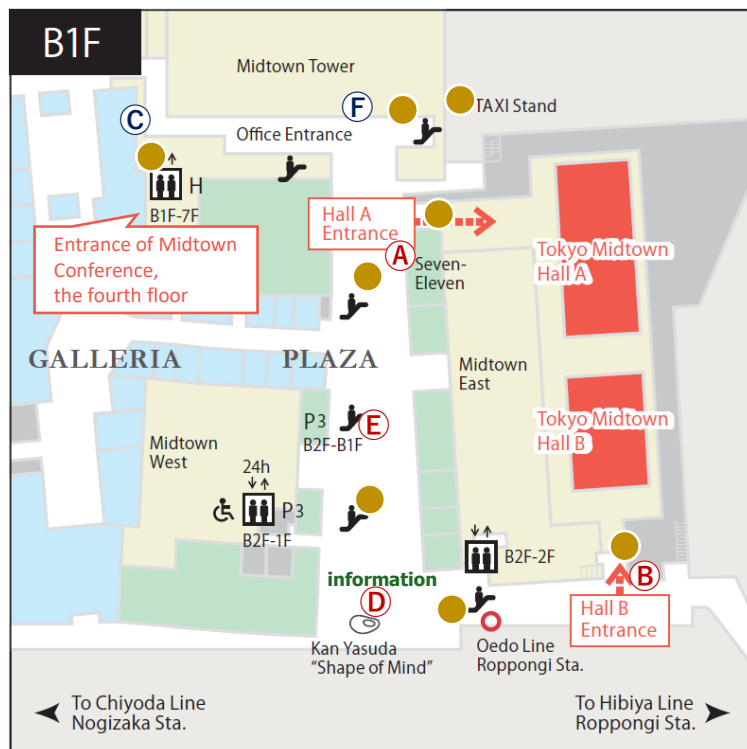 B1F
Midtown Tower
F
TAXI Stand
C
Office Entrance
H
B1F-7F
Hall A
Entrance
Entrance of Midtown
Conference,
the fourth floor
A
Seven-
Eleven
Tokyo Midtown
Hall A
GALLERIA PLAZA
Midtown
East
P3
E
B2F-B1F
Tokyo Midtown
Hall B
Midtown
West
24h
P3
B2F-1F
B2F-2F
information
D
B
Hall B
Entrance
Kan Yasuda
“Shape of Mind”
Oedo Line
Roppongi Sta.
To Chiyoda Line
Nogizaka Sta.
To Hibiya Line
Roppongi Sta.